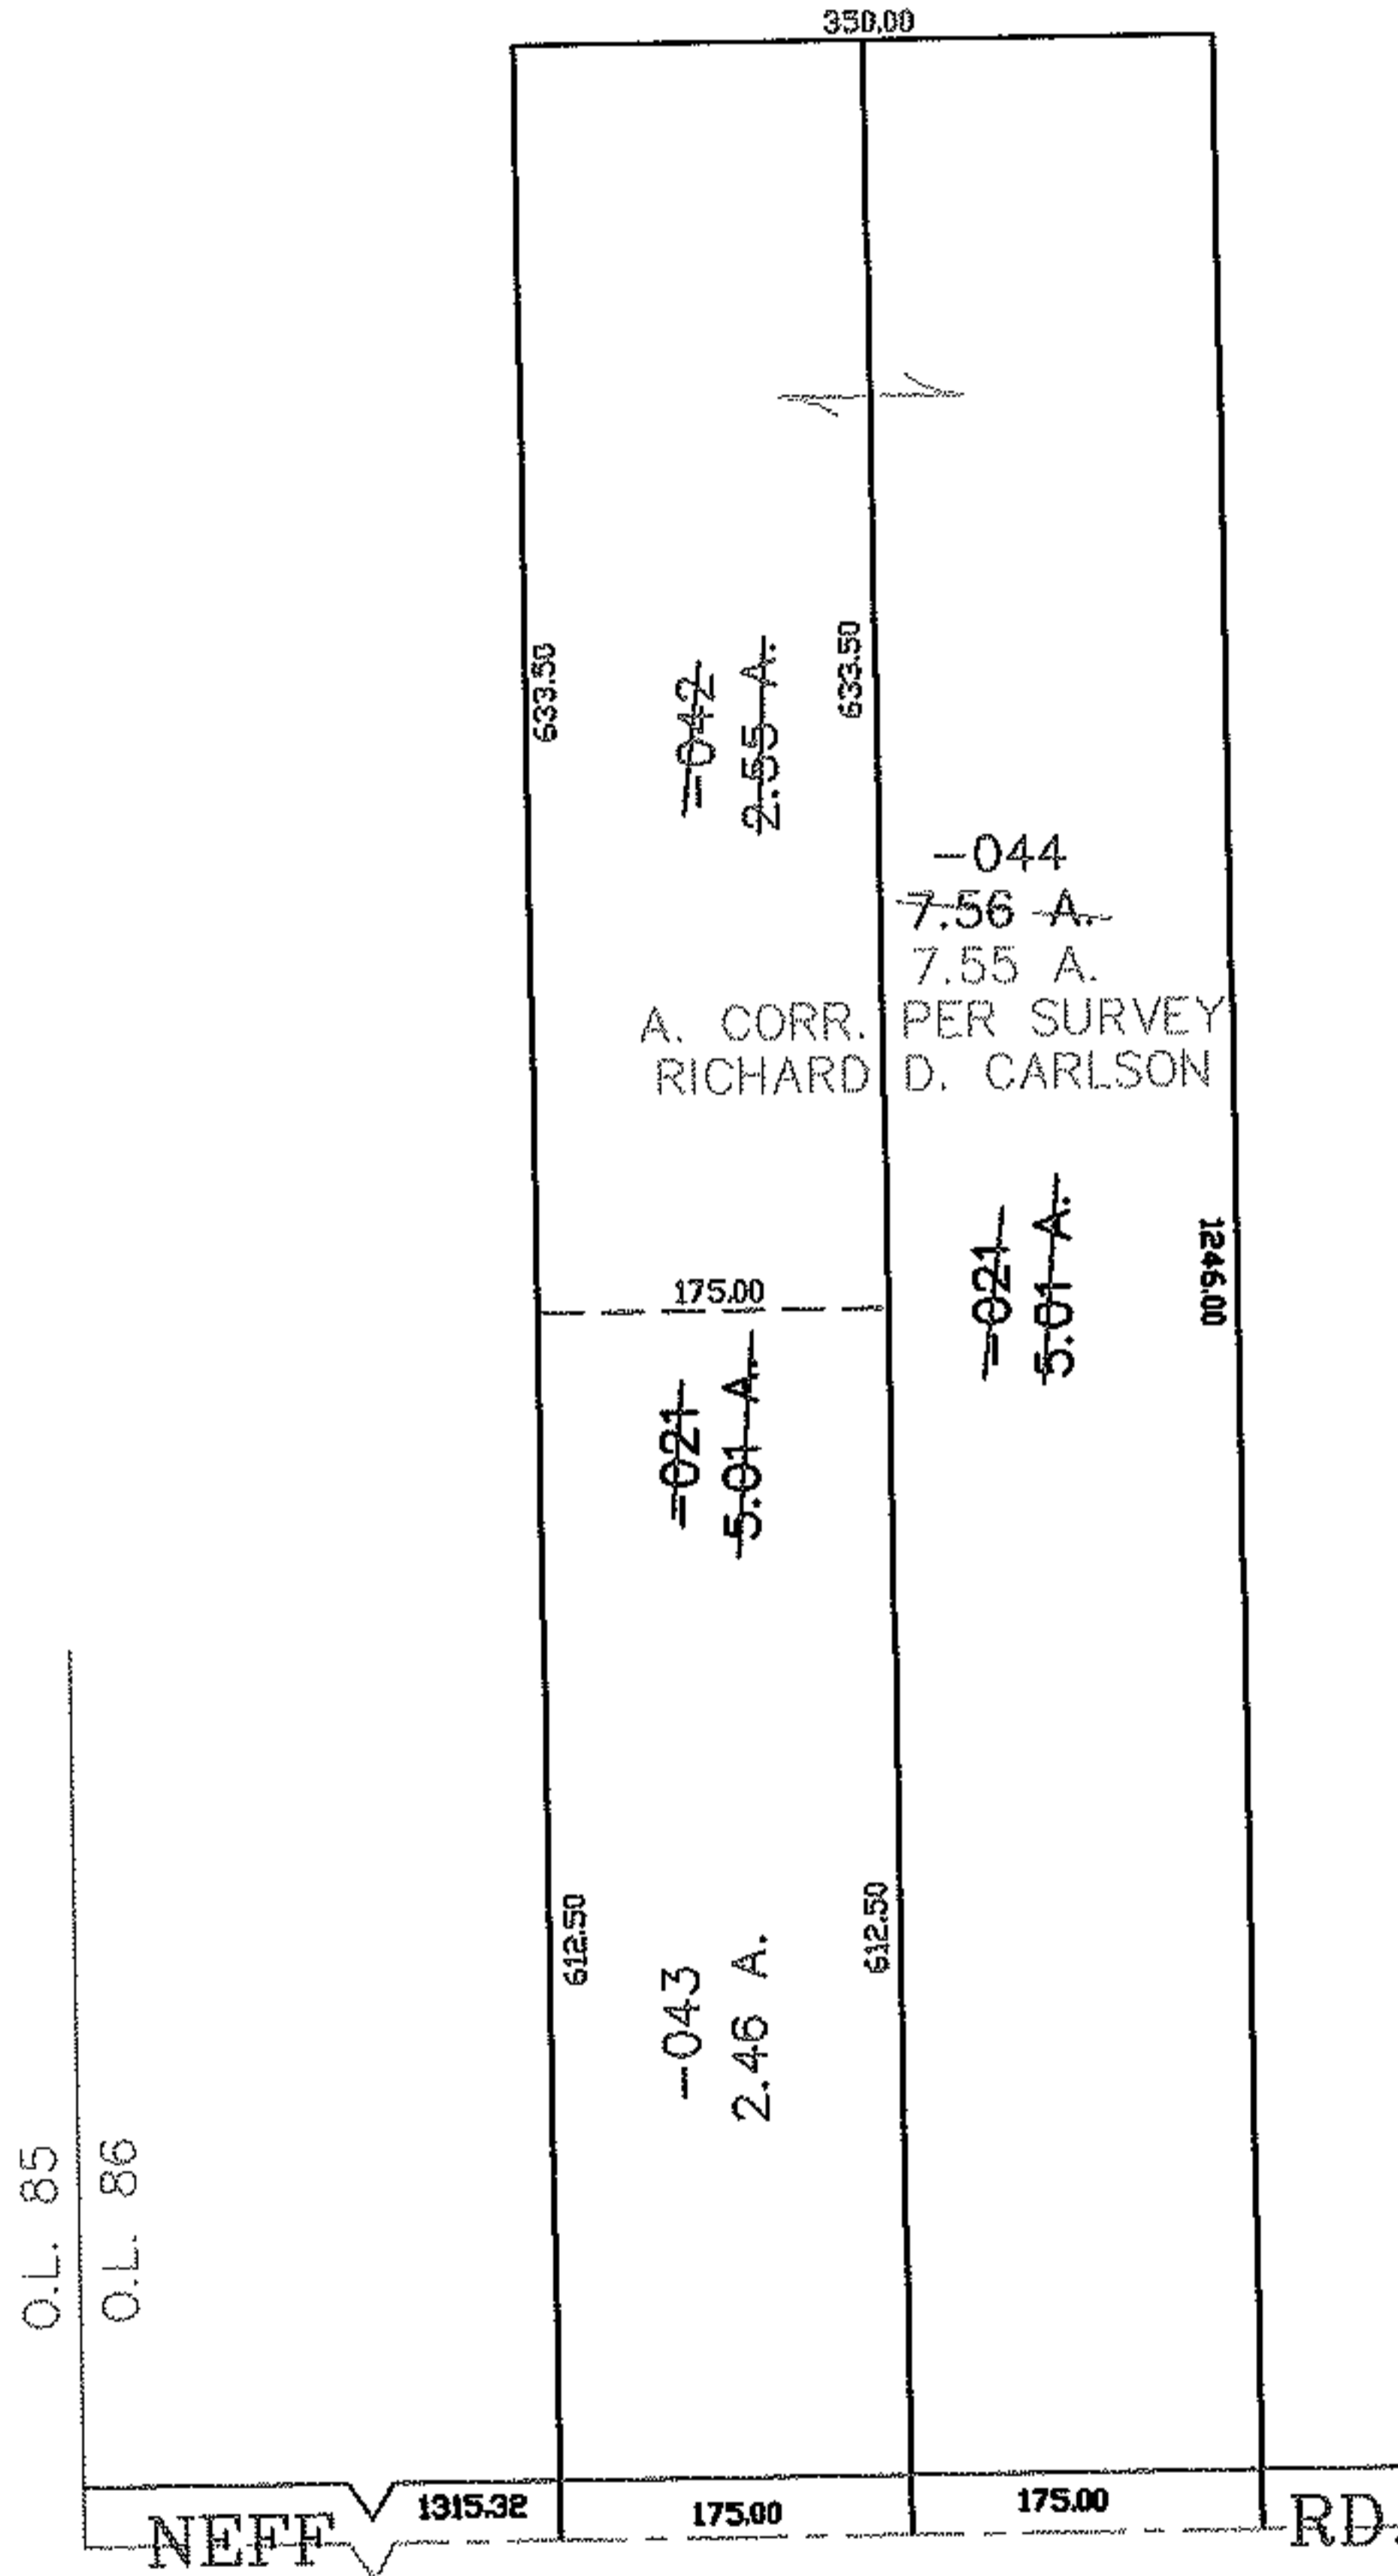 350.00
633.50
-042
2.55 A.
633.50
-044
7.56 A.
7.55 A.
A. CORR. PER SURVEY
RICHARD D. CARLSON
-021
5.01 A.
1246.00
175.00
-021
5.01 A.
612.50
-043
2.46 A.
612.50
O.L. 85
O.L. 86
1315.32
175.00
175.00
NEFF RD.